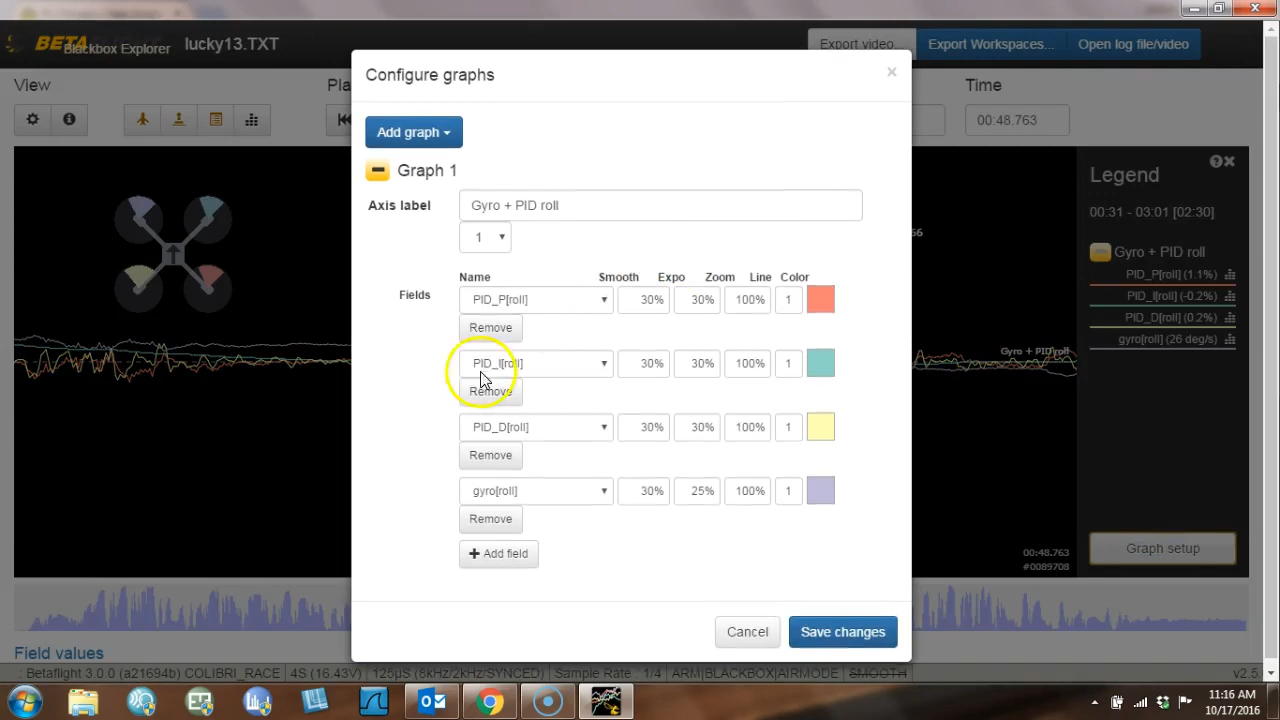 BETAFLIGHT
Blackbox Explorer
lucky13.TXT
Export video...
Export Workspaces...
Open log file/video
View
Pla
Time
00:48.763
Configure graphs
×
Add graph
Graph 1
Axis label
Gyro + PID roll
1
Name Smooth Expo Zoom Line Color
Fields
PID_P[roll] 30% 30% 100% 1
Remove
PID_I[roll] 30% 30% 100% 1
Remove
PID_D[roll] 30% 30% 100% 1
Remove
gyro[roll] 30% 25% 100% 1
Remove
Add field
Cancel
Save changes
66
Gyro + PID roll
00:48.763
#0089708
Legend
00:31 - 03:01 [02:30]
Gyro + PID roll
PID_P[roll] (1.1%)
PID_I[roll] (-0.2%)
PID_D[roll] (0.2%)
gyro[roll] (26 deg/s)
Graph setup
Field values
Betaflight 3.0.0 (a21694b) COLIBRI_RACE 4S (16.43V) 125µS (8kHz/2kHz/SYNCED) Sample Rate : 1/4 ARM|BLACKBOX|AIRMODE SMOOTH v2.5
11:16 AM
10/17/2016